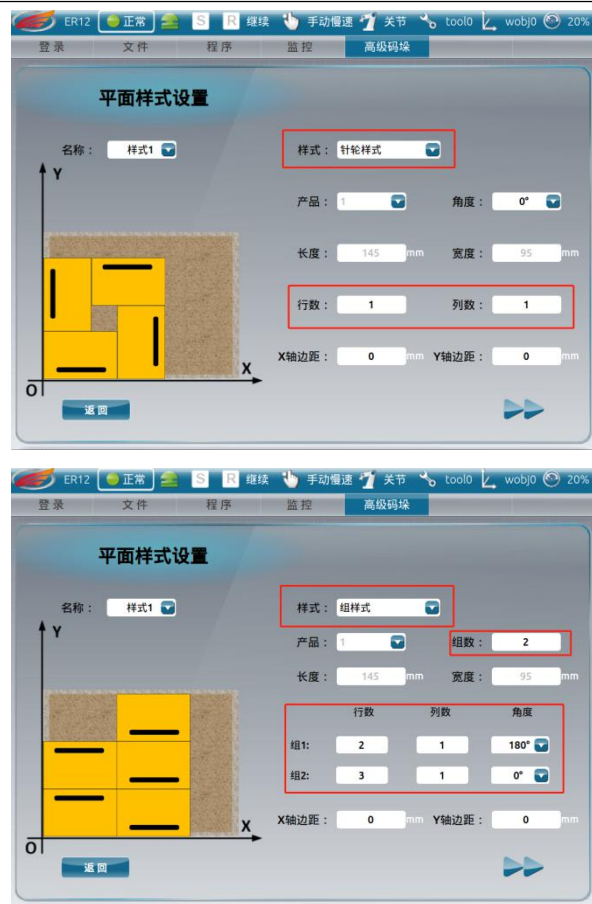 ER12 正常 S R 继续 手动慢速 关节 tool0 wobj0 20%
登录 文件 程序 监控 高级码垛
平面样式设置
名称： 样式1 样式： 针轮样式
Y
产品： 1 角度： 0°
长度： 145 mm 宽度： 95 mm
行数： 1 列数： 1
X轴边距： 0 mm Y轴边距： 0 mm
X
O
返回
ER12 正常 S R 继续 手动慢速 关节 tool0 wobj0 20%
登录 文件 程序 监控 高级码垛
平面样式设置
名称： 样式1 样式： 组样式
Y
产品： 1 组数： 2
长度： 145 mm 宽度： 95 mm
行数 列数 角度
组1: 2 1 180°
组2: 3 1 0°
X轴边距： 0 mm Y轴边距： 0 mm
X
O
返回